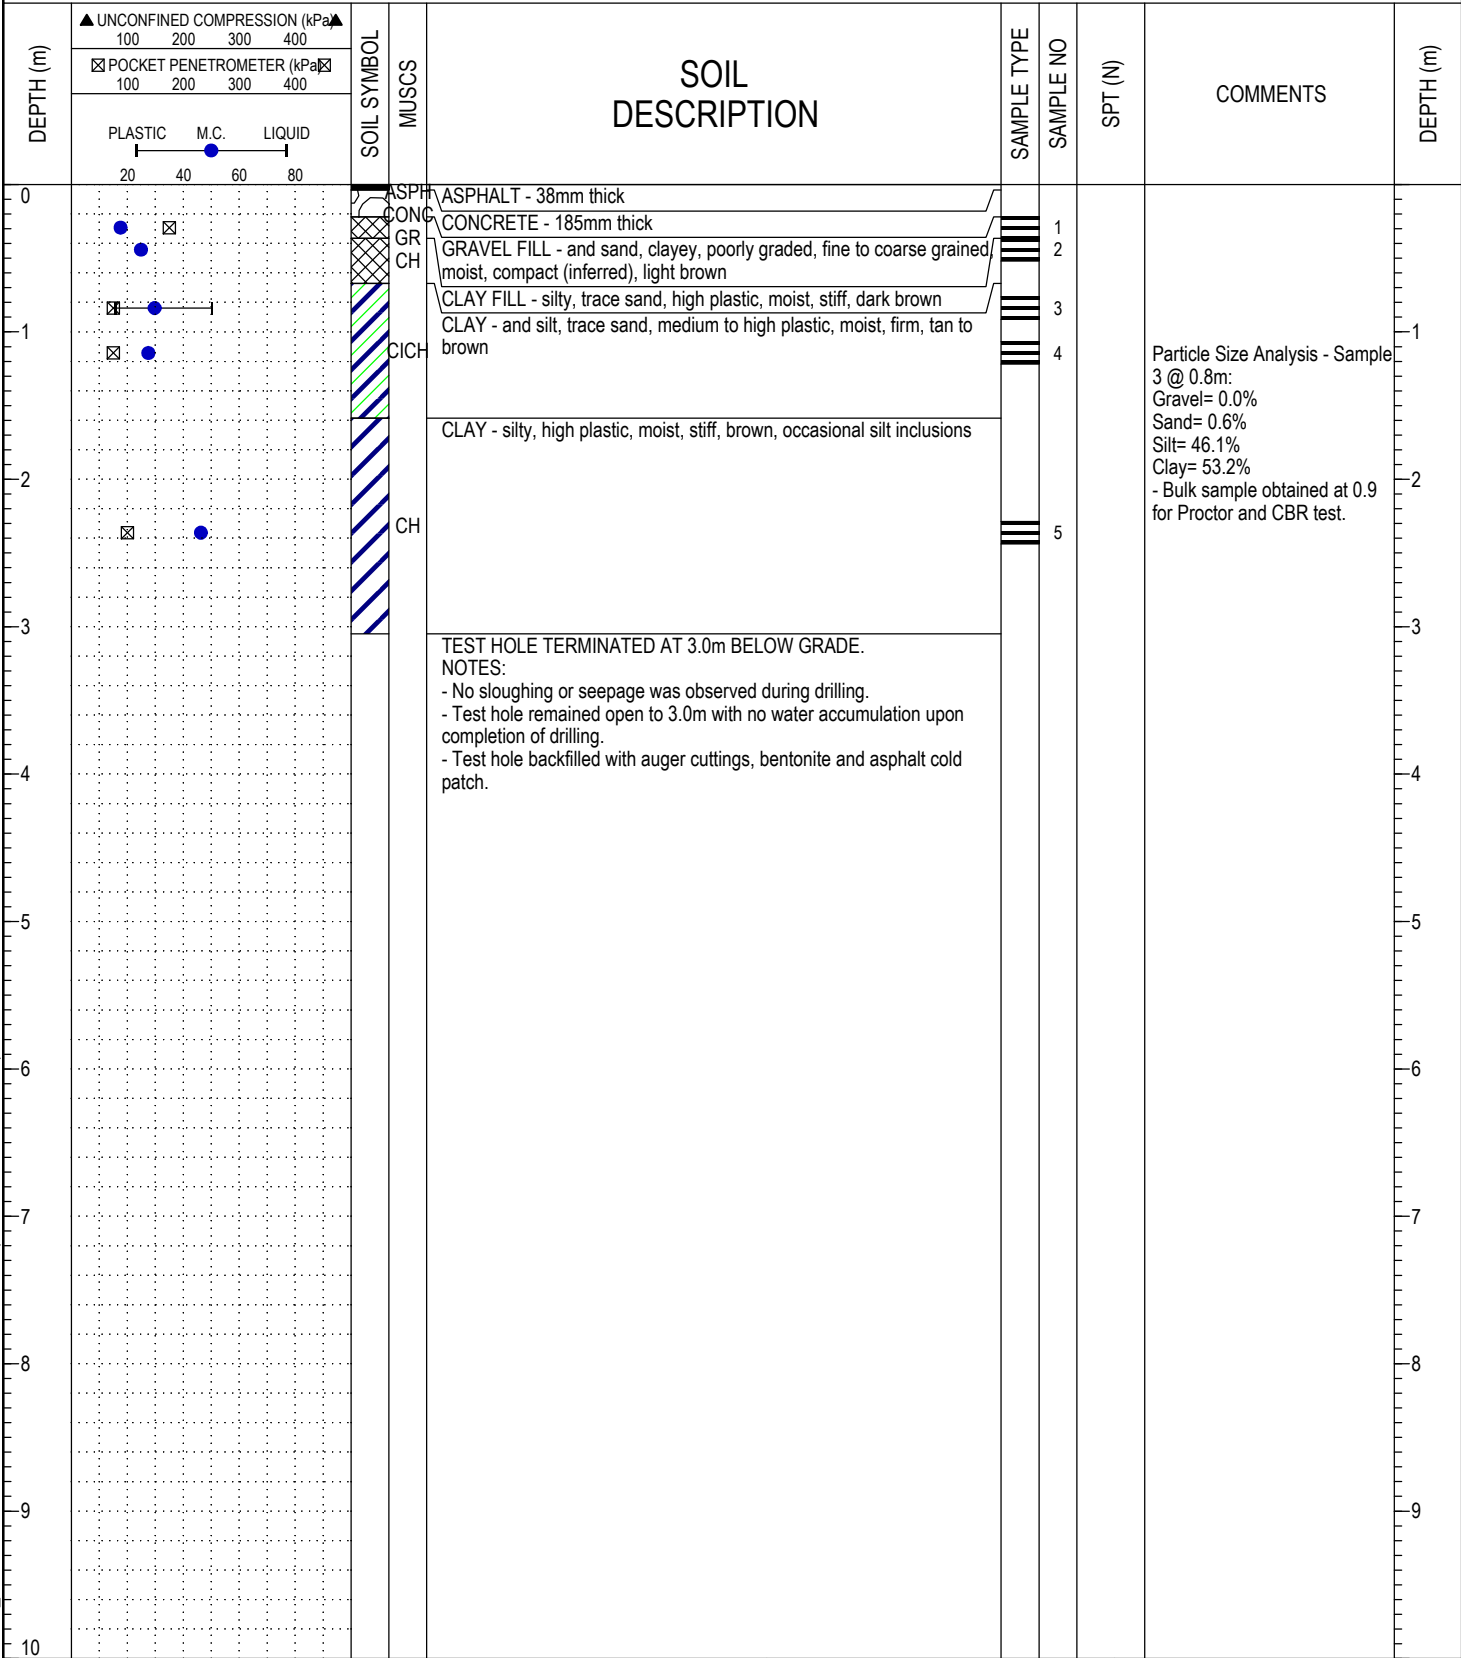 DEPTH (m)
▲ UNCONFINED COMPRESSION (kPa) ▲
100 200 300 400
☒ POCKET PENETROMETER (kPa) ☒
100 200 300 400
PLASTIC M.C. LIQUID
20 40 60 80
SOIL SYMBOL
MUSCS
SOIL
DESCRIPTION
SAMPLE TYPE
SAMPLE NO
SPT (N)
COMMENTS
DEPTH (m)
0
ASPH
ASPHALT - 38mm thick
CONC
CONCRETE - 185mm thick
1
GR
GRAVEL FILL - and sand, clayey, poorly graded, fine to coarse grained,
moist, compact (inferred), light brown
2
CH
CLAY FILL - silty, trace sand, high plastic, moist, stiff, dark brown
3
CLAY - and silt, trace sand, medium to high plastic, moist, firm, tan to
brown
1
1
CICH
4
Particle Size Analysis - Sample
3 @ 0.8m:
Gravel= 0.0%
Sand= 0.6%
Silt= 46.1%
Clay= 53.2%
- Bulk sample obtained at 0.9
for Proctor and CBR test.
CLAY - silty, high plastic, moist, stiff, brown, occasional silt inclusions
2
2
CH
5
3
3
TEST HOLE TERMINATED AT 3.0m BELOW GRADE.
NOTES:
- No sloughing or seepage was observed during drilling.
- Test hole remained open to 3.0m with no water accumulation upon
completion of drilling.
- Test hole backfilled with auger cuttings, bentonite and asphalt cold
patch.
4
4
5
5
6
6
7
7
8
8
9
9
10